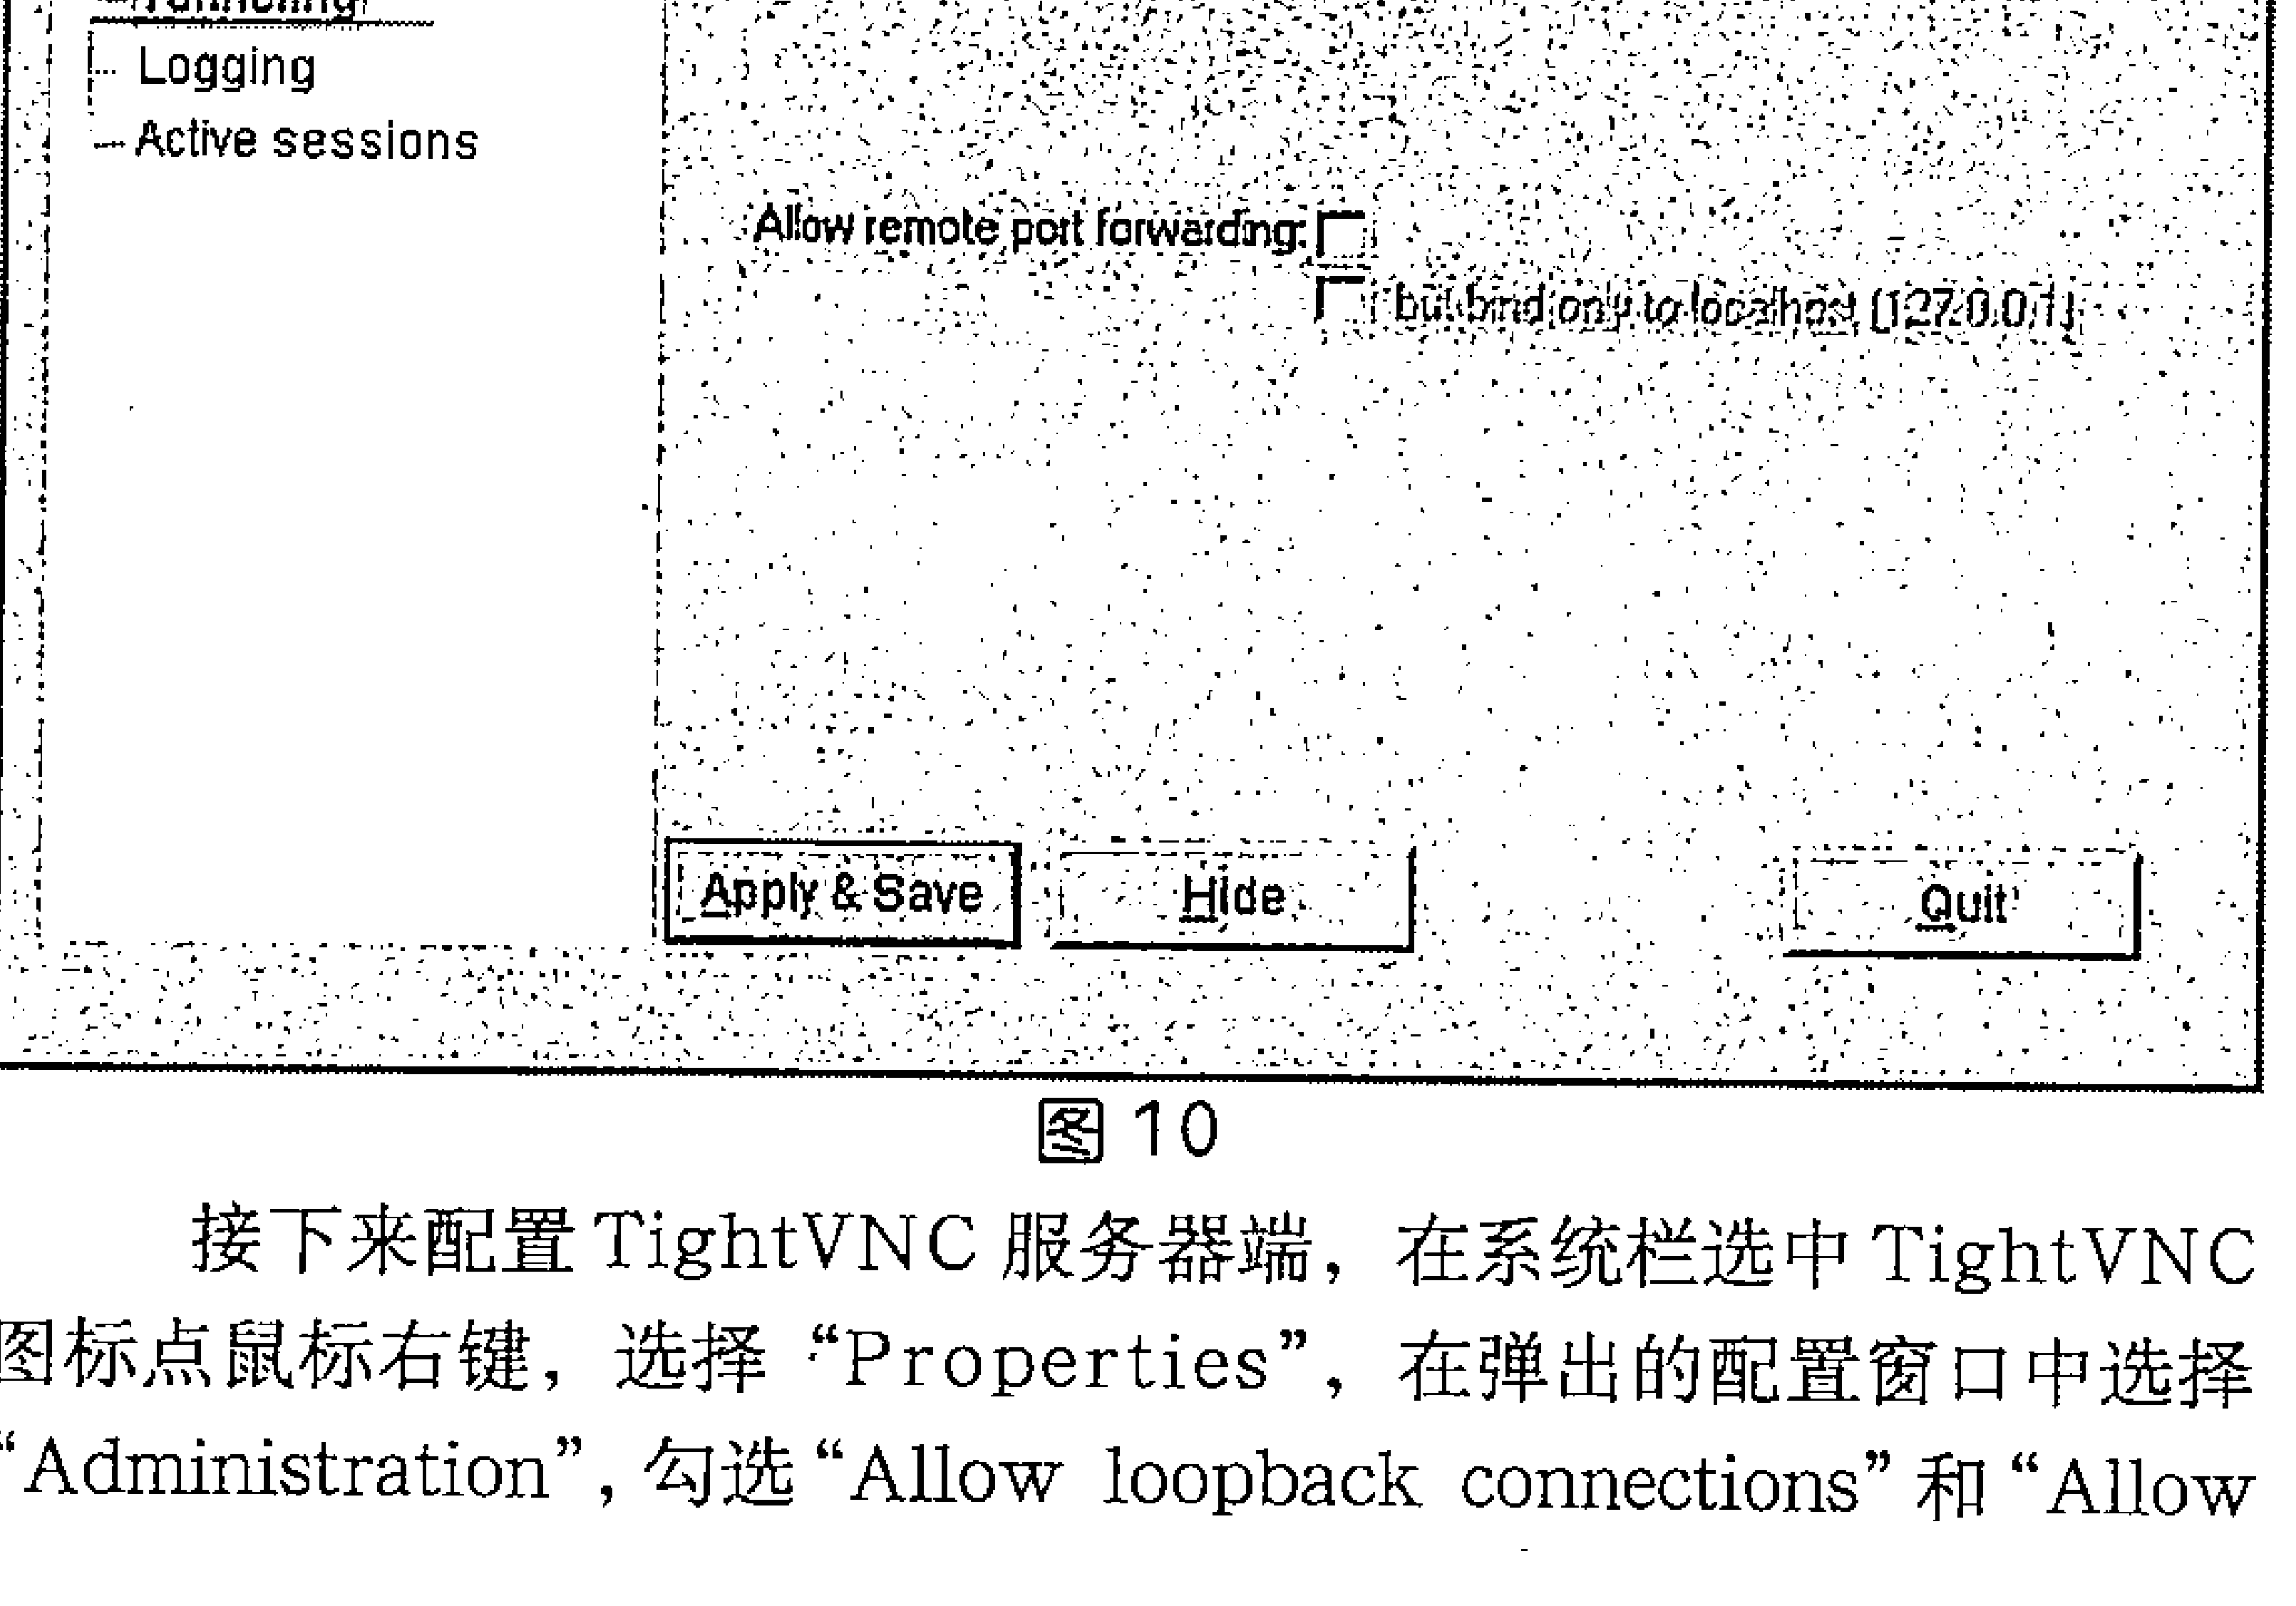 Tunneling
Logging
Active sessions
Allow remote port forwarding:
but bind only to localhost (127.0.0.1)
Apply & Save
Hide
Quit
图 10
接下来配置 TightVNC 服务器端，在系统栏选中 TightVNC
图标点鼠标右键，选择 “Properties”，在弹出的配置窗口中选择
“Administration”，勾选 “Allow loopback connections” 和 “Allow